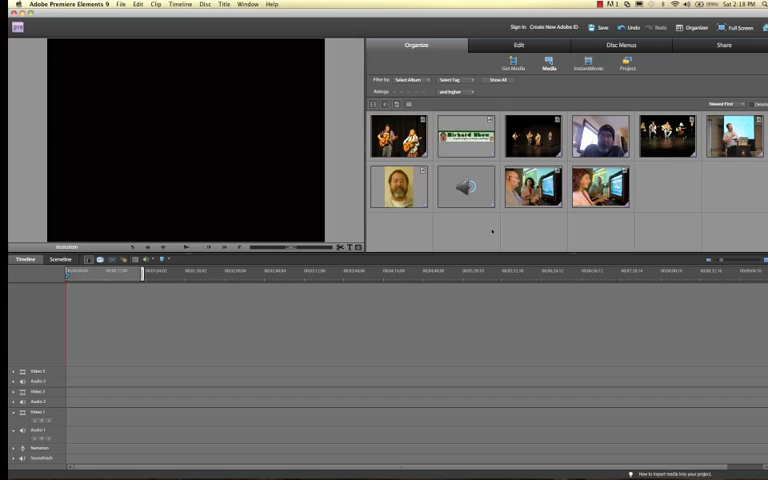 Adobe Premiere Elements 9 File Edit Clip Timeline Disc Title Window Help
(99%) Sat 2:18 PM
pre
Sign In Create New Adobe ID Save Undo Redo Organizer Full Screen
Organize Edit Disc Menus Share
Get Media Media InstantMovie Project
Filter by: Select Album Select Tag Show All
Ratings: and higher
Newest First Details
Richard Show
Timeline Sceneline
Video 3
Audio 3
Video 2
Audio 2
Video 1
Audio 1
Narration
Soundtrack
How to import media into your project.